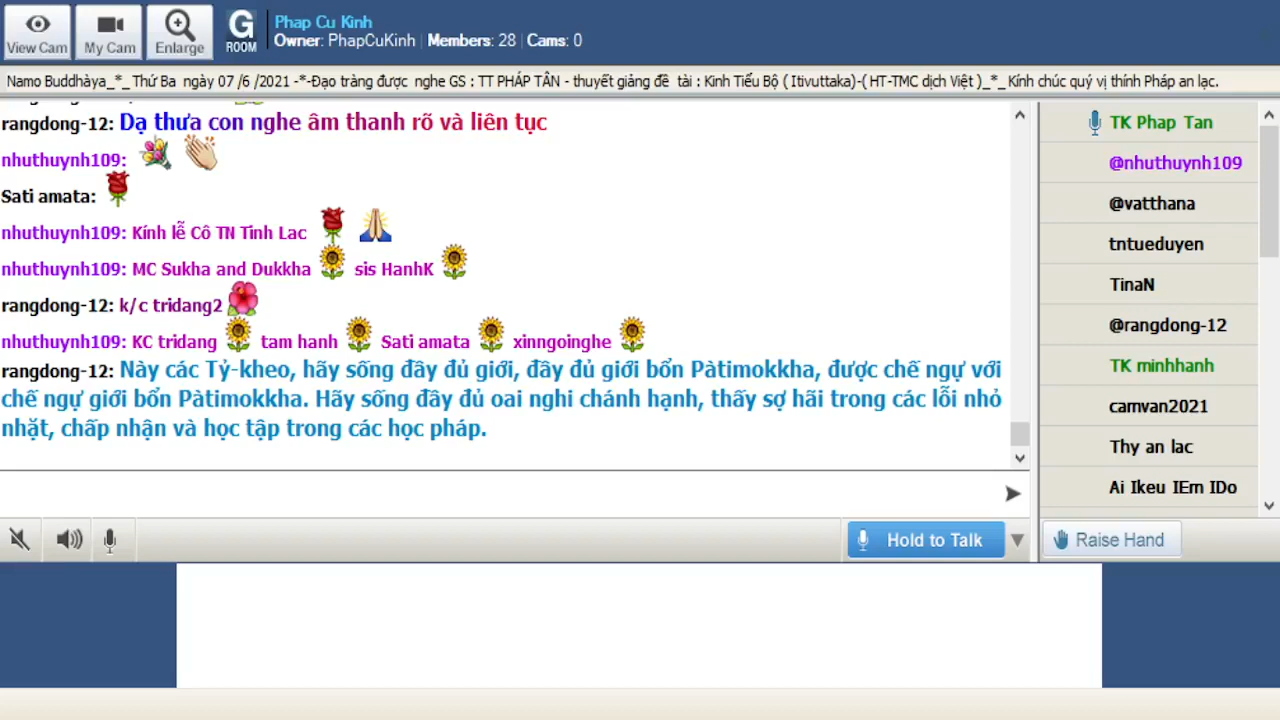 Phap Cu Kinh
View Cam My Cam Enlarge G ROOM Owner: PhapCuKinh Members: 28 Cams: 0
Namo Buddhàya_*_Thứ Ba ngày 07 /6 /2021 -*-Đạo tràng được nghe GS : TT PHÁP TÂN - thuyết giảng đề tài : Kinh Tiểu Bộ ( Itivuttaka)-( HT-TMC dịch Việt )_*_Kính chúc quý vị thính Pháp an lạc.
rangdong-12: Dạ thưa con nghe âm thanh rõ và liên tục
nhuthuynh109:
Sati amata:
nhuthuynh109: Kính lễ Cô TN Tinh Lac
nhuthuynh109: MC Sukha and Dukkha sis HanhK
rangdong-12: k/c tridang2
nhuthuynh109: KC tridang tam hanh Sati amata xinngoinghe
rangdong-12: Này các Tỷ-kheo, hãy sống đầy đủ giới, đầy đủ giới bổn Pàtimokkha, được chế ngự với
chế ngự giới bổn Pàtimokkha. Hãy sống đầy đủ oai nghi chánh hạnh, thấy sợ hãi trong các lỗi nhỏ
nhặt, chấp nhận và học tập trong các học pháp.
TK Phap Tan
@nhuthuynh109
@vatthana
tntueduyen
TinaN
@rangdong-12
TK minhhanh
camvan2021
Thy an lac
Ai Ikeu IEm IDo
Hold to Talk
Raise Hand